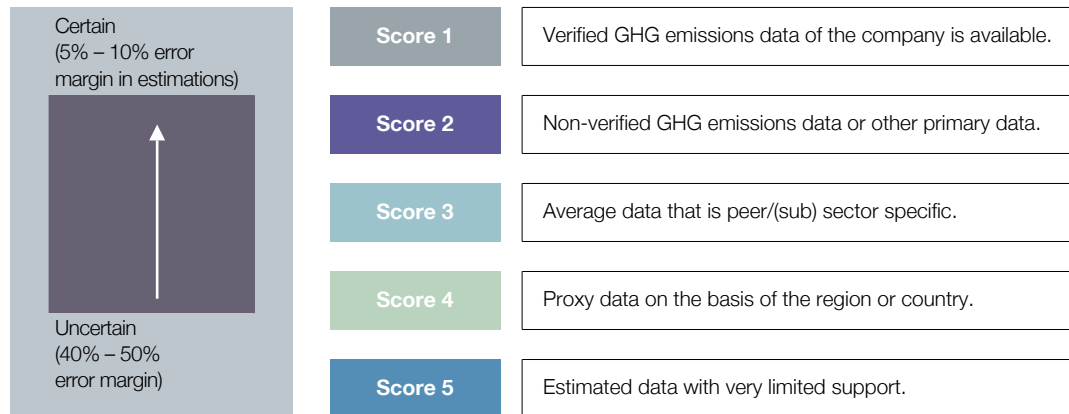 Certain
(5% – 10% error
margin in estimations)
Uncertain
(40% – 50%
error margin)
Score 1
Verified GHG emissions data of the company is available.
Score 2
Non-verified GHG emissions data or other primary data.
Score 3
Average data that is peer/(sub) sector specific.
Score 4
Proxy data on the basis of the region or country.
Score 5
Estimated data with very limited support.